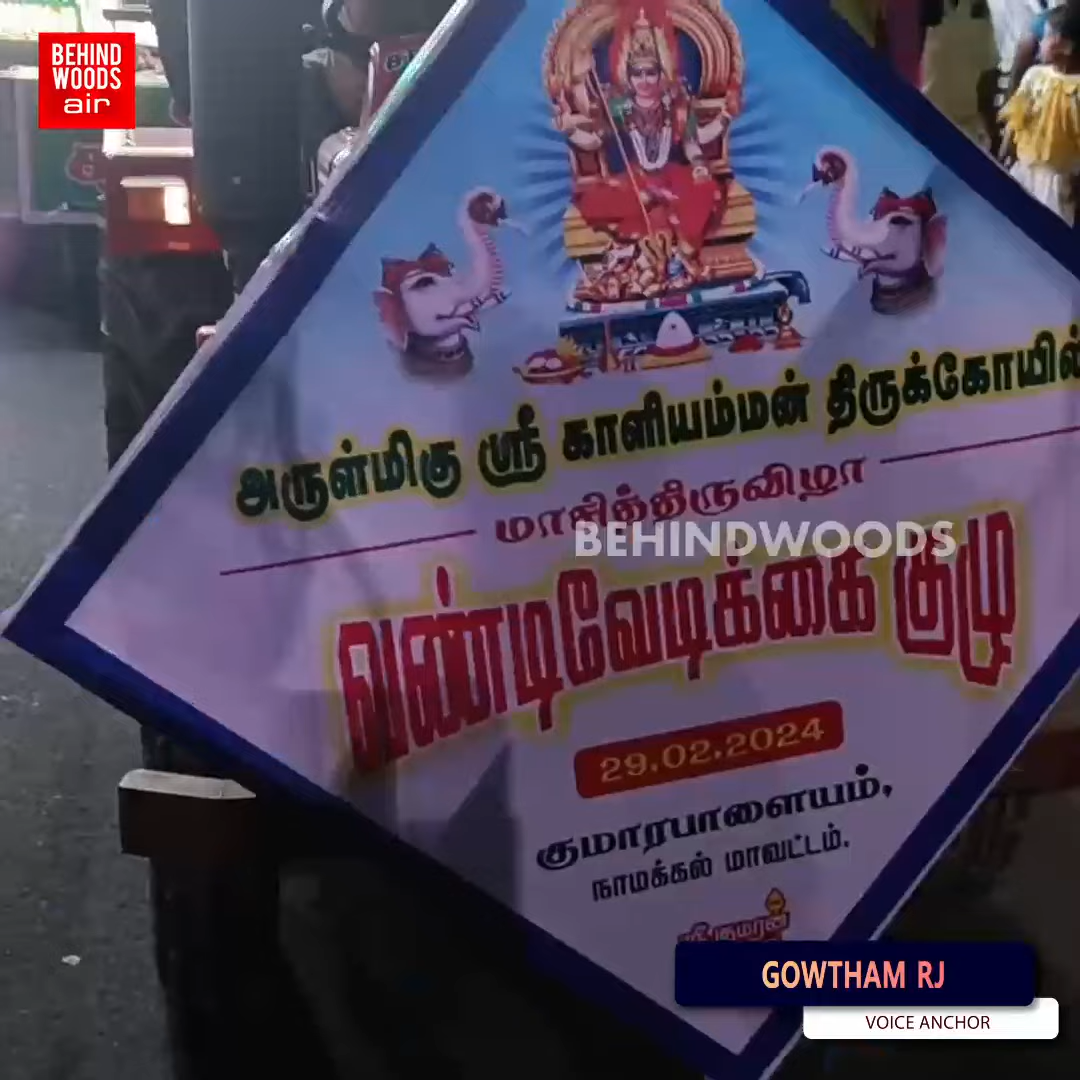 BEHIND
WOODS
air
அருள்மிகு ஸ்ரீ காளியம்மன் திருக்கோயில்
மாசித்திருவிழா
BEHINDWOODS
வண்டிவேடிக்கை குழு
29.02.2024
குமாரபாளையம்,
நாமக்கல் மாவட்டம்.
ஸ்ரீ குமரன்
GOWTHAM RJ
VOICE ANCHOR